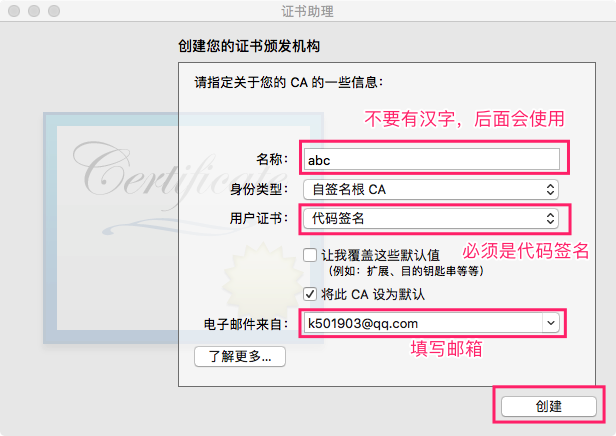 证书助理
创建您的证书颁发机构
请指定关于您的 CA 的一些信息：
不要有汉字，后面会使用
名称： abc
身份类型： 自签名根 CA
用户证书： 代码签名
必须是代码签名
让我覆盖这些默认值
（例如：扩展、目的钥匙串等等）
将此 CA 设为默认
电子邮件来自： k501903@qq.com
填写邮箱
了解更多...
创建
Certificate